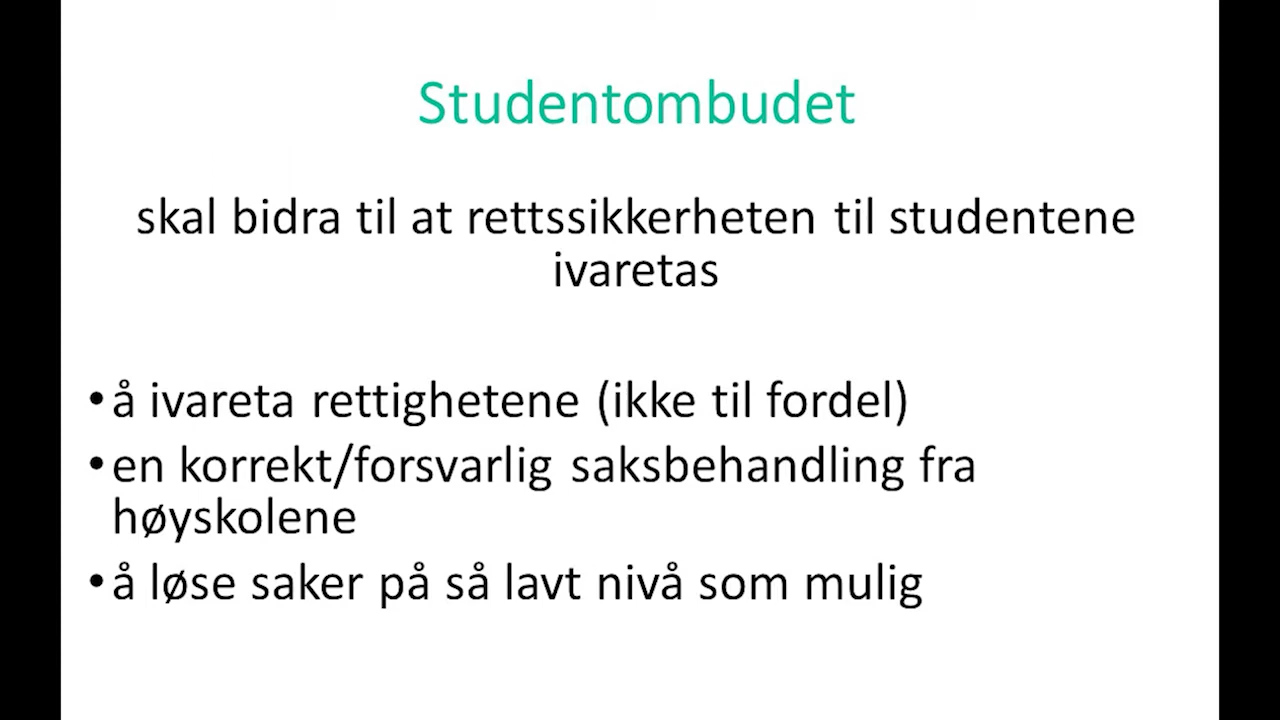 Studentombudet
skal bidra til at rettssikkerheten til studentene
ivaretas
• å ivareta rettighetene (ikke til fordel)
• en korrekt/forsvarlig saksbehandling fra
høyskolene
• å løse saker på så lavt nivå som mulig